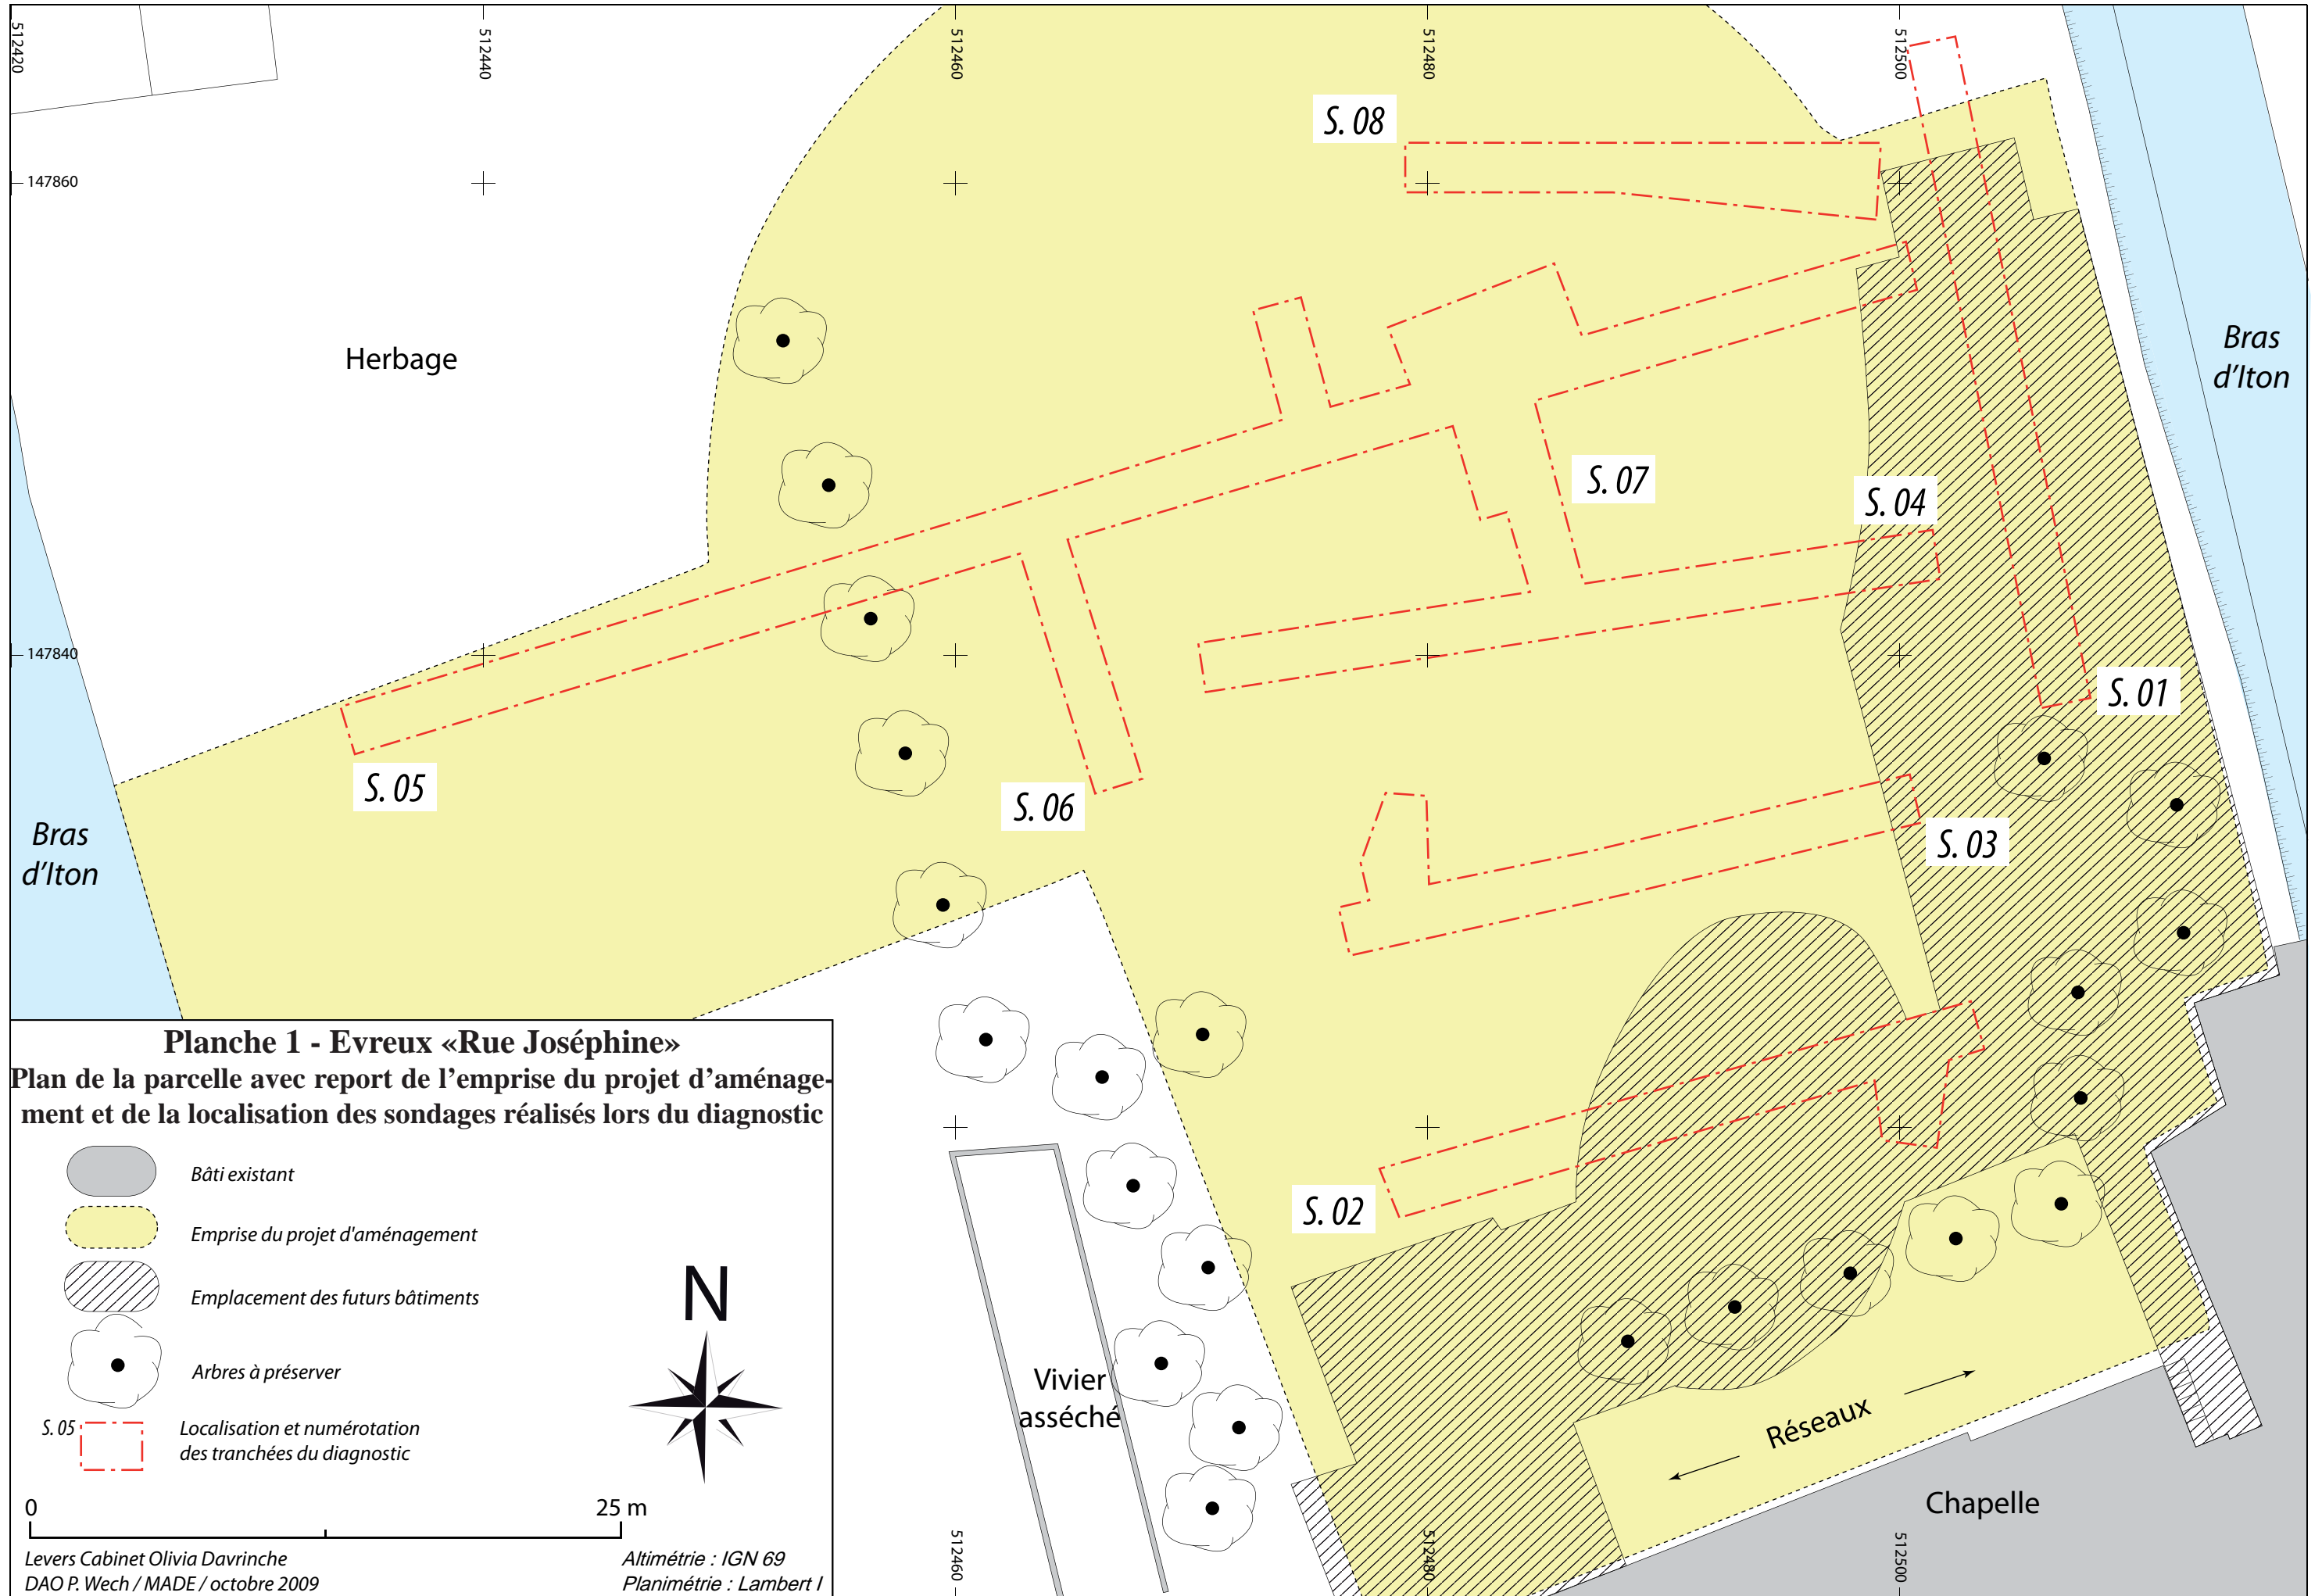 512420
512440
512460
512480
512500
S. 08
147860
Herbage
Bras
d'Iton
S. 07
S. 04
147840
S. 01
S. 05
S. 06
Bras
d'Iton
S. 03
Planche 1 - Evreux «Rue Joséphine»
Plan de la parcelle avec report de l'emprise du projet d'aménage-
ment et de la localisation des sondages réalisés lors du diagnostic
Bâti existant
Emprise du projet d'aménagement
Emplacement des futurs bâtiments
Arbres à préserver
S. 05
Localisation et numérotation
des tranchées du diagnostic
N
0
25 m
Levers Cabinet Olivia Davrinche
DAO P. Wech / MADE / octobre 2009
Altimétrie : IGN 69
Planimétrie : Lambert I
S. 02
Vivier
asséché
Réseaux
Chapelle
512460
512480
512500